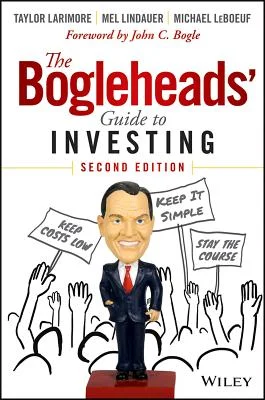 TAYLOR LARIMORE | MEL LINDAUER | MICHAEL LEBOEUF
Foreword by John C. Bogle
The
Bogleheads'
Guide to
INVESTING
SECOND EDITION
KEEP
COSTS LOW
KEEP IT
SIMPLE
STAY THE
COURSE
WILEY